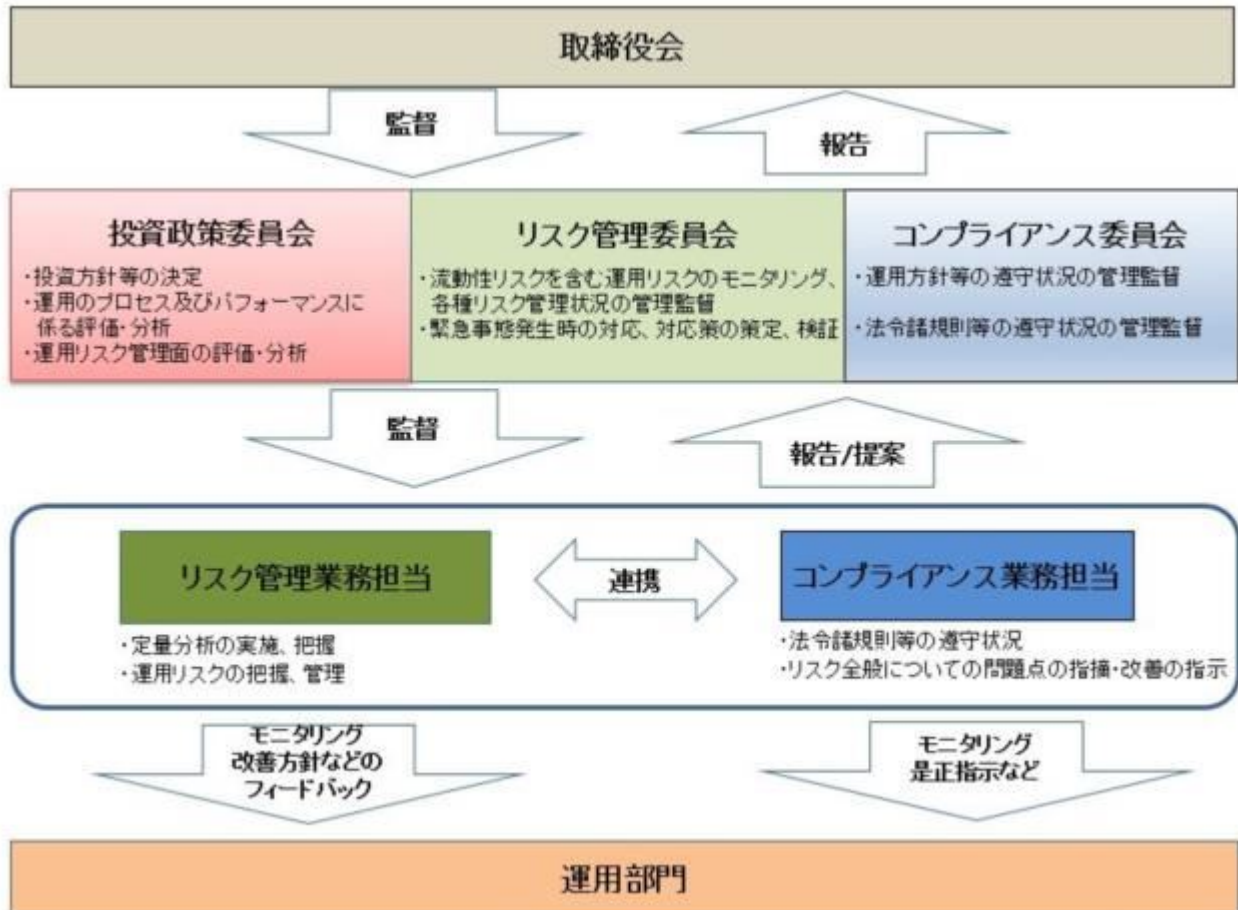 取締役会
監督
報告
投資政策委員会
・投資方針等の決定
・運用のプロセス及びパフォーマンスに
係る評価・分析
・運用リスク管理面の評価・分析
リスク管理委員会
・流動性リスクを含む運用リスクのモニタリング、
各種リスク管理状況の管理監督
・緊急事態発生時の対応、対応策の策定、検証
コンプライアンス委員会
・運用方針等の遵守状況の管理監督
・法令諸規則等の遵守状況の管理監督
監督
報告/提案
リスク管理業務担当
・定量分析の実施、把握
・運用リスクの把握、管理
連携
コンプライアンス業務担当
・法令諸規則等の遵守状況
・リスク全般についての問題点の指摘・改善の指示
モニタリング
改善方針などの
フィードバック
モニタリング
是正指示など
運用部門